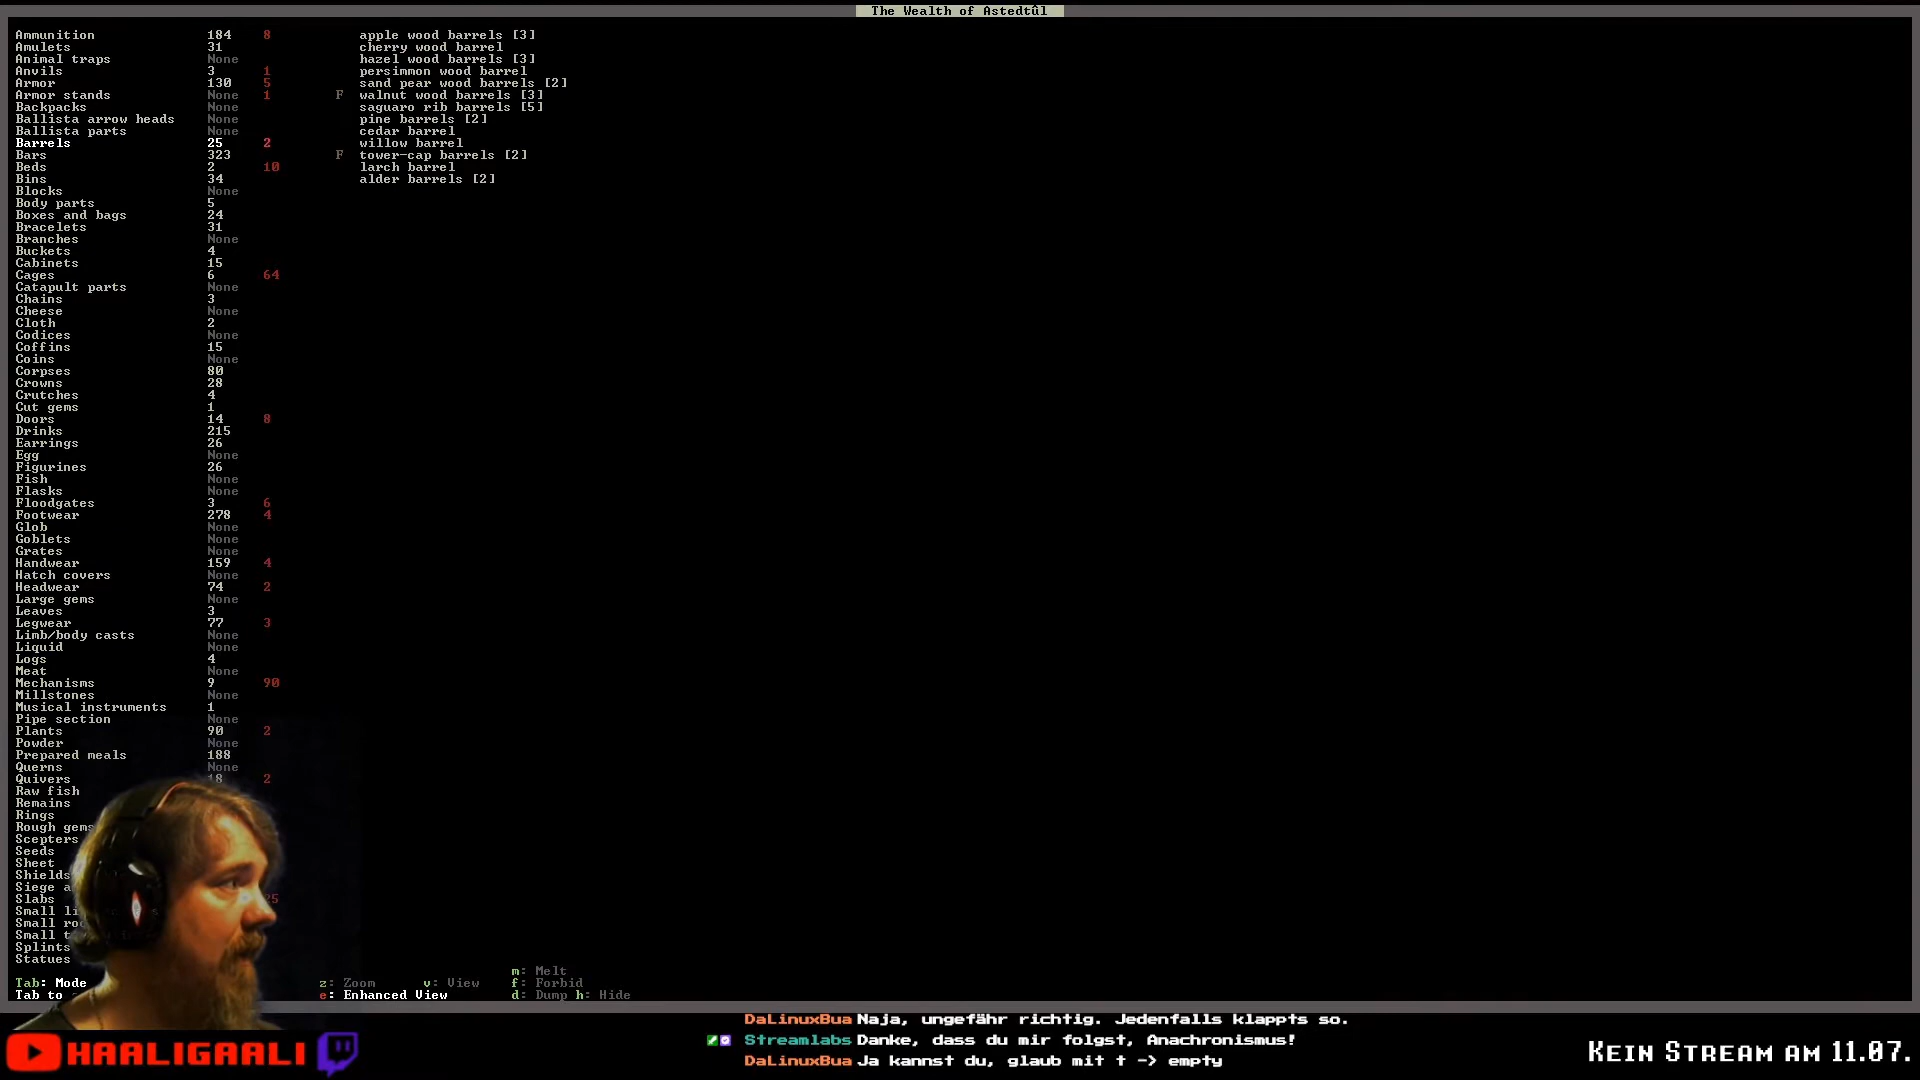 The Wealth of Astedtûl
Ammunition 184 8 apple wood barrels [3]
Amulets 31 cherry wood barrel
Animal traps None hazel wood barrels [3]
Anvils 3 1 persimmon wood barrel
Armor 130 5 sand pear wood barrels [2]
Armor stands None 1 F walnut wood barrels [3]
Backpacks None saguaro rib barrels [5]
Ballista arrow heads None pine barrels [2]
Ballista parts None cedar barrel
Barrels 25 2 willow barrel
Bars 323 F tower-cap barrels [2]
Beds 2 10 larch barrel
Bins 34 alder barrels [2]
Blocks None
Body parts 5
Boxes and bags 24
Bracelets 31
Branches None
Buckets 4
Cabinets 15
Cages 6 64
Catapult parts None
Chains 3
Cheese None
Cloth 2
Codices None
Coffins 15
Coins None
Corpses 80
Crowns 28
Crutches 4
Cut gems 1
Doors 14 8
Drinks 215
Earrings 26
Egg None
Figurines 26
Fish None
Flasks None
Floodgates 3 6
Footwear 278 4
Glob None
Goblets None
Grates None
Handwear 159 4
Hatch covers None
Headwear 74 2
Large gems None
Leaves 3
Legwear 77 3
Limb/body casts None
Liquid None
Logs 4
Meat None
Mechanisms 9 90
Millstones None
Musical instruments 1
Pipe section None
Plants 90 2
Powder None
Prepared meals 188
Querns None
Quivers 18 2
Raw fish
Remains
Rings
Rough gems
Scepters
Seeds
Sheet
Shields
Siege a
Slabs 25
Small li
Small ro
Small t
Splints
Statues
m: Melt
Tab: Mode z: Zoom v: View f: Forbid
Tab to e: Enhanced View d: Dump h: Hide
DaLinuxBua Naja, ungefähr richtig. Jedenfalls klappts so.
Streamlabs Danke, dass du mir folgst, Anachronismus!
DaLinuxBua Ja kannst du, glaub mit t -> empty
HAALIGAALI
Kein Stream am 11.07.